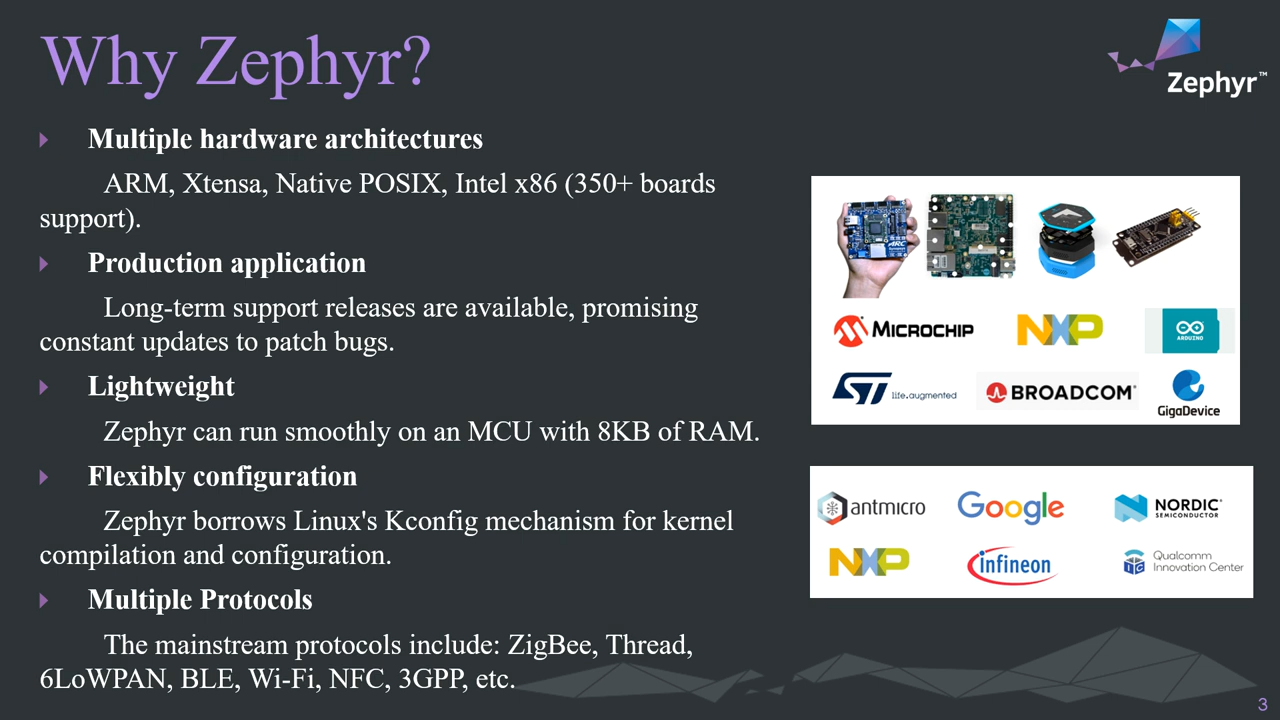 Why Zephyr?
Zephyr™
Multiple hardware architectures
ARM, Xtensa, Native POSIX, Intel x86 (350+ boards
support).
Production application
Long-term support releases are available, promising
constant updates to patch bugs.
Lightweight
Zephyr can run smoothly on an MCU with 8KB of RAM.
Flexibly configuration
Zephyr borrows Linux's Kconfig mechanism for kernel
compilation and configuration.
Multiple Protocols
The mainstream protocols include: ZigBee, Thread,
6LoWPAN, BLE, Wi-Fi, NFC, 3GPP, etc.
ARC
MICROCHIP
NXP
ARDUINO
ST life.augmented
BROADCOM®
GigaDevice
antmicro
Google
NORDIC®
SEMICONDUCTOR
NXP
infineon
Qualcomm
Innovation Center
3